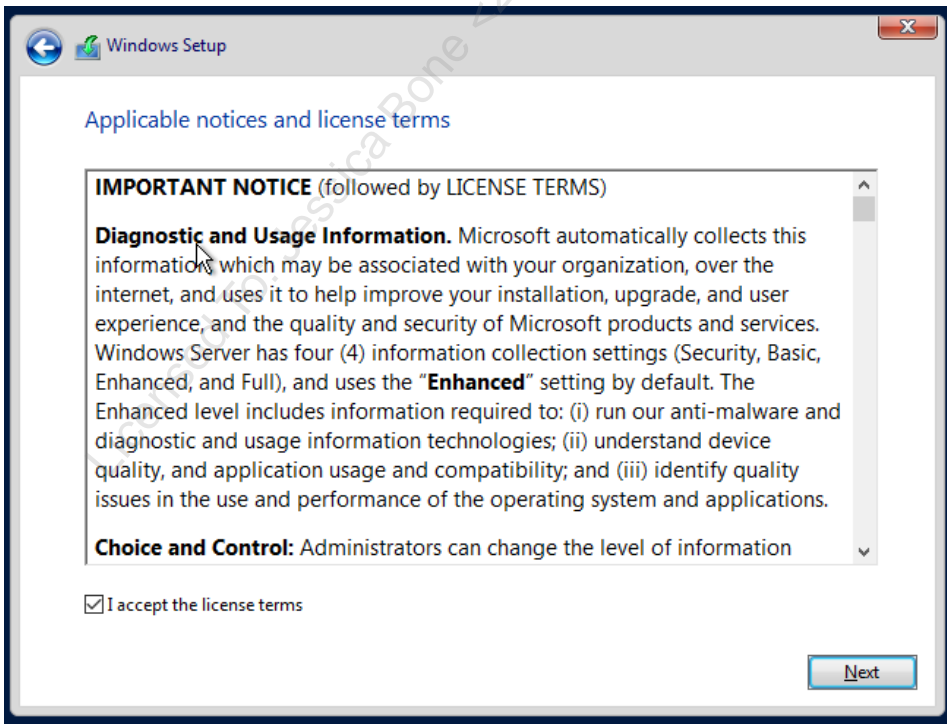 Windows Setup
Applicable notices and license terms
IMPORTANT NOTICE (followed by LICENSE TERMS)
Diagnostic and Usage Information. Microsoft automatically collects this
information, which may be associated with your organization, over the
internet, and uses it to help improve your installation, upgrade, and user
experience, and the quality and security of Microsoft products and services.
Windows Server has four (4) information collection settings (Security, Basic,
Enhanced, and Full), and uses the “Enhanced” setting by default. The
Enhanced level includes information required to: (i) run our anti-malware and
diagnostic and usage information technologies; (ii) understand device
quality, and application usage and compatibility; and (iii) identify quality
issues in the use and performance of the operating system and applications.
Choice and Control: Administrators can change the level of information
I accept the license terms
Next
Licensed To: Jessica Bone <